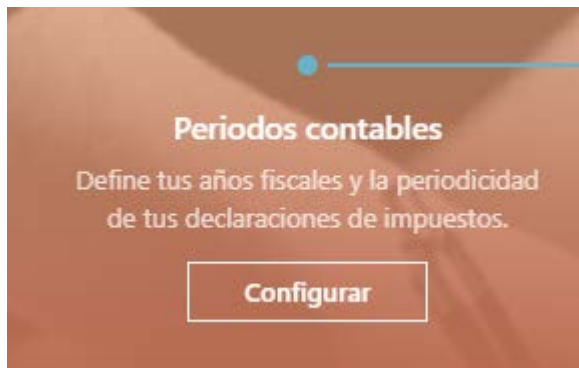 Periodos contables
Define tus años fiscales y la periodicidad
de tus declaraciones de impuestos.
Configurar